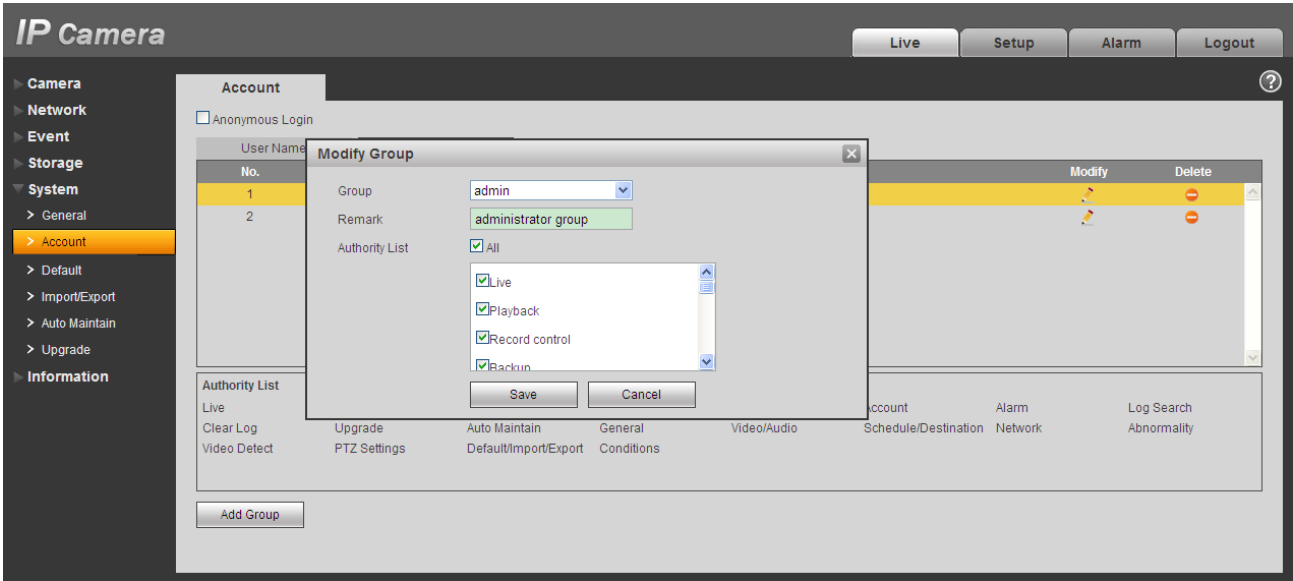 IP Camera
Live Setup Alarm Logout
Camera
Network
Event
Storage
System
General
Account
Default
Import/Export
Auto Maintain
Upgrade
Information
Account
Anonymous Login
User Name
No. Modify Delete
1
2
Modify Group
Group admin
Remark administrator group
Authority List All
Live
Playback
Record control
Backup
Save Cancel
Authority List
Live Account Alarm Log Search
Clear Log Upgrade Auto Maintain General Video/Audio Schedule/Destination Network Abnormality
Video Detect PTZ Settings Default/Import/Export Conditions
Add Group